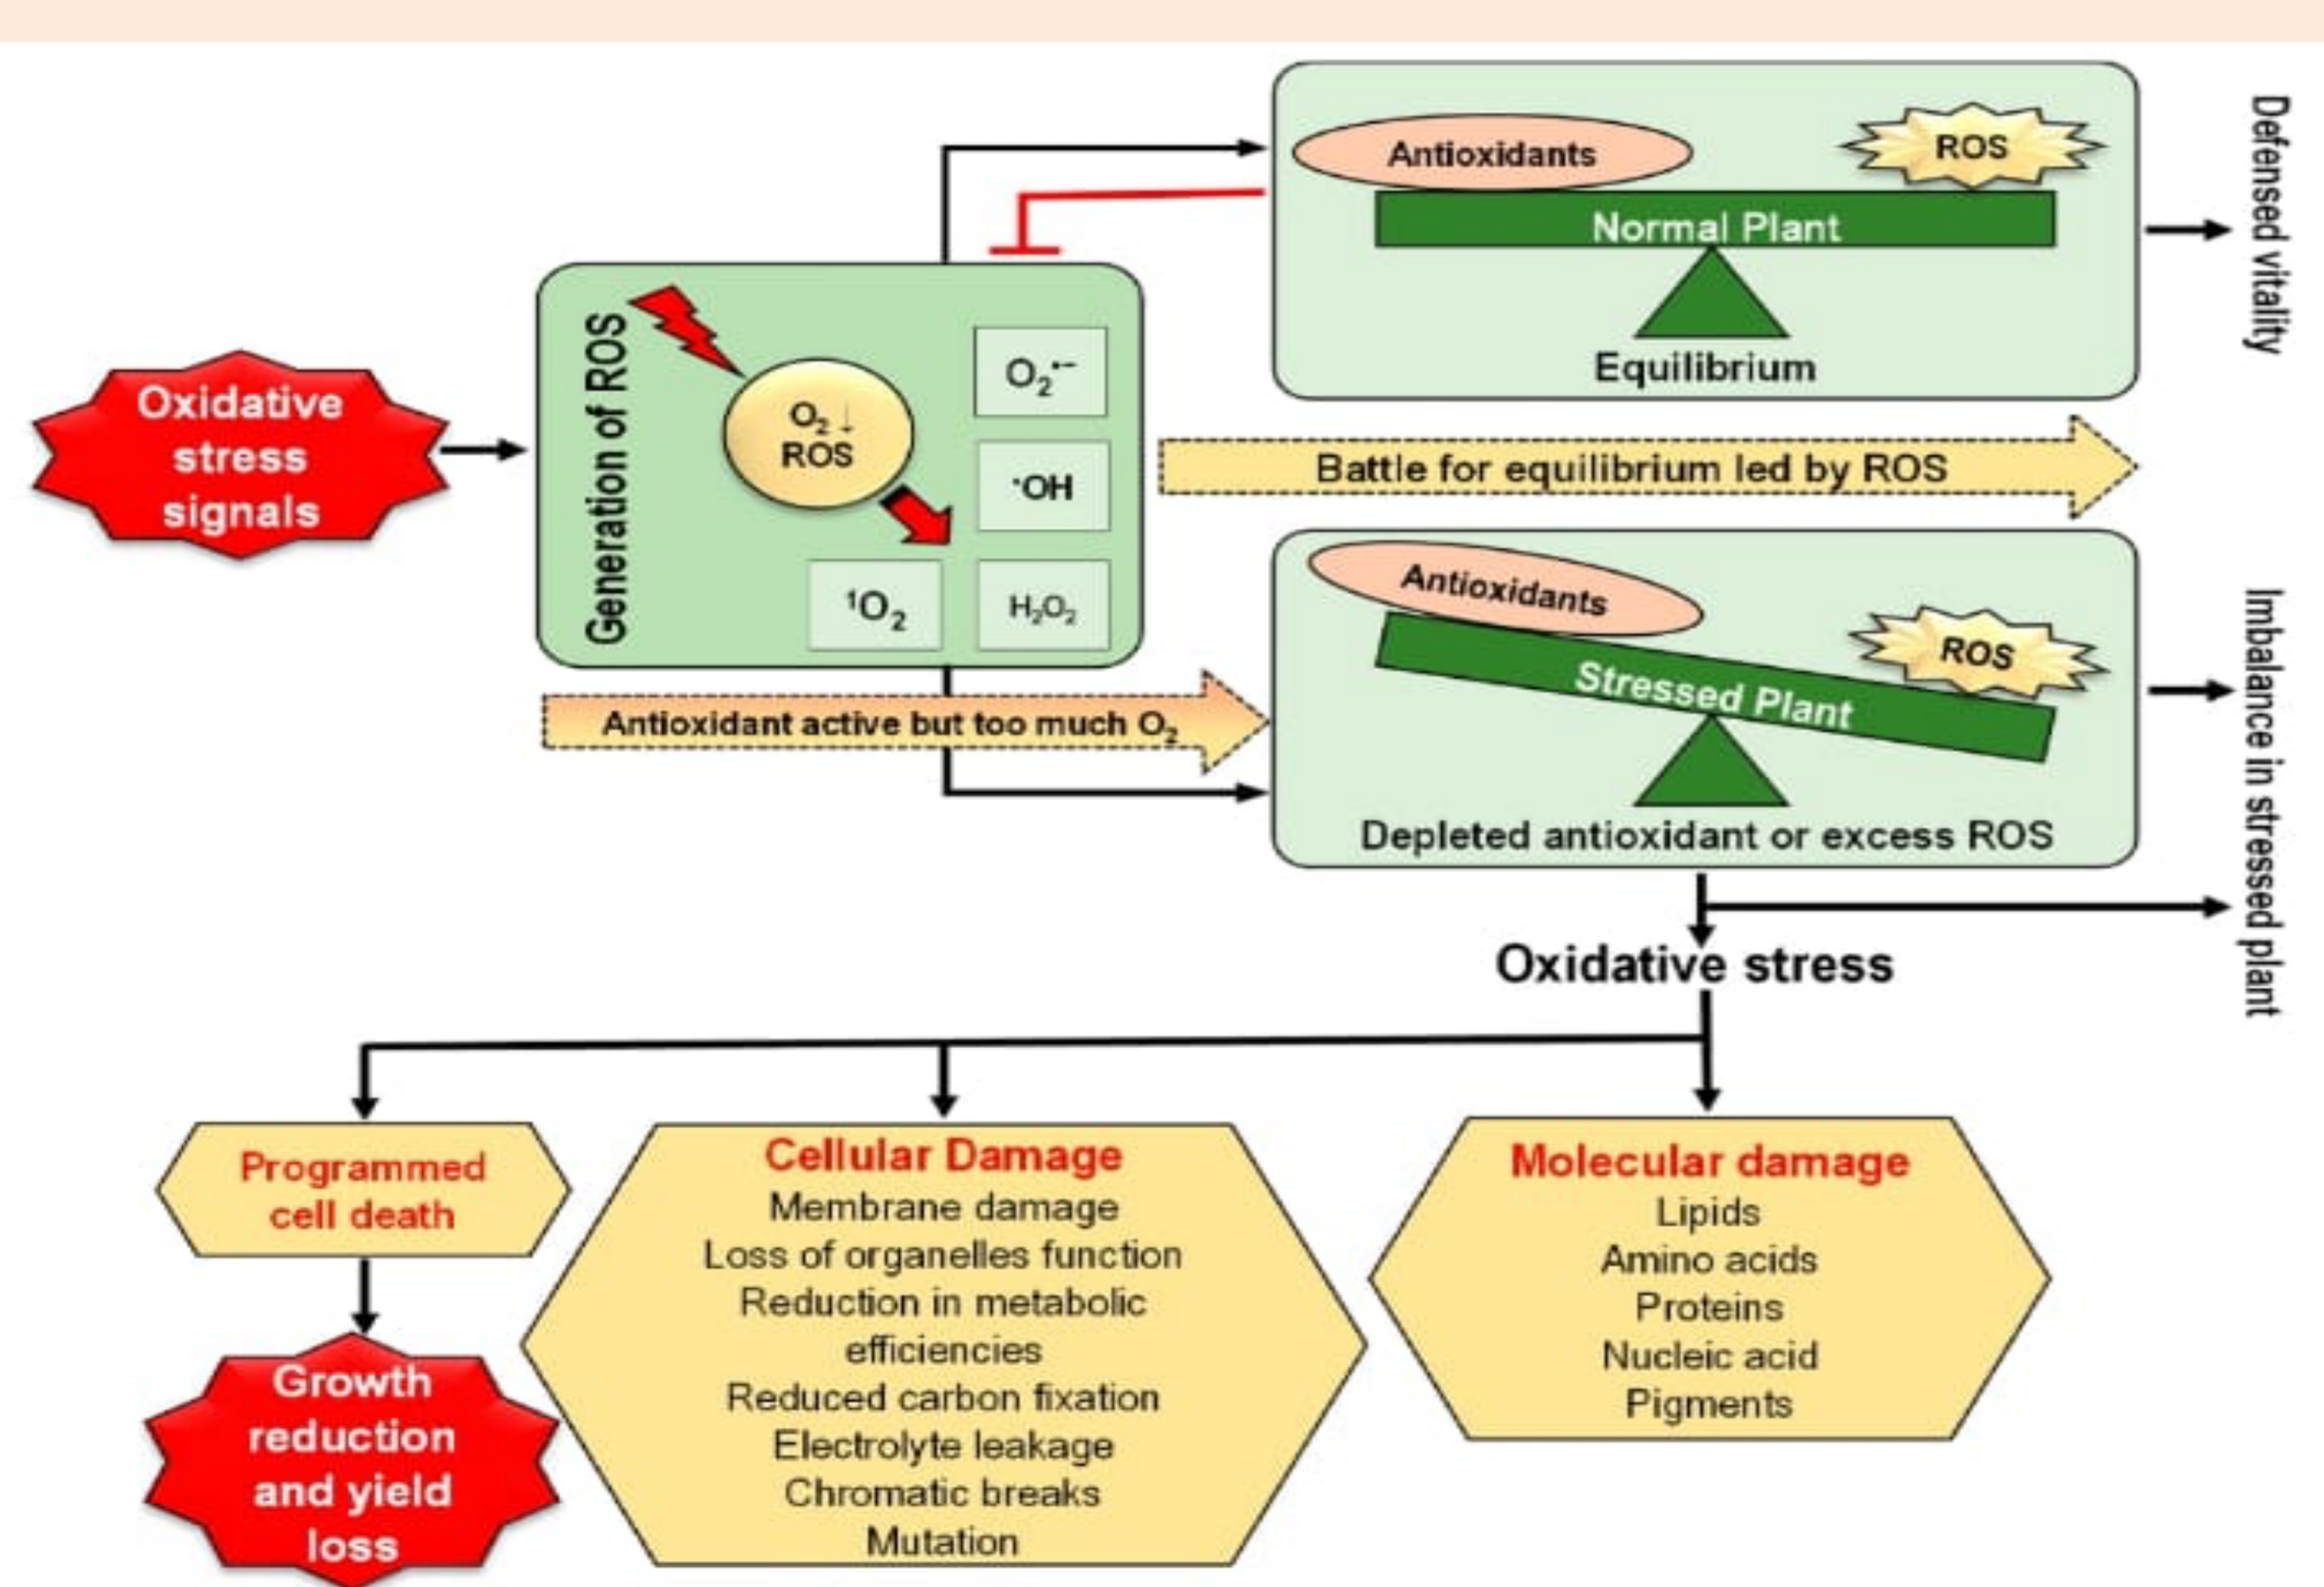 Oxidative
stress
signals
Generation of ROS
O₂ ↓
ROS
O₂•−
•OH
¹O₂
H₂O₂
Antioxidants
ROS
Normal Plant
Equilibrium
Defensed vitality
Battle for equilibrium led by ROS
Antioxidant active but too much O₂
Antioxidants
ROS
Stressed Plant
Depleted antioxidant or excess ROS
Imbalance in stressed plant
Oxidative stress
Programmed
cell death
Growth
reduction
and yield
loss
Cellular Damage
Membrane damage
Loss of organelles function
Reduction in metabolic
efficiencies
Reduced carbon fixation
Electrolyte leakage
Chromatic breaks
Mutation
Molecular damage
Lipids
Amino acids
Proteins
Nucleic acid
Pigments